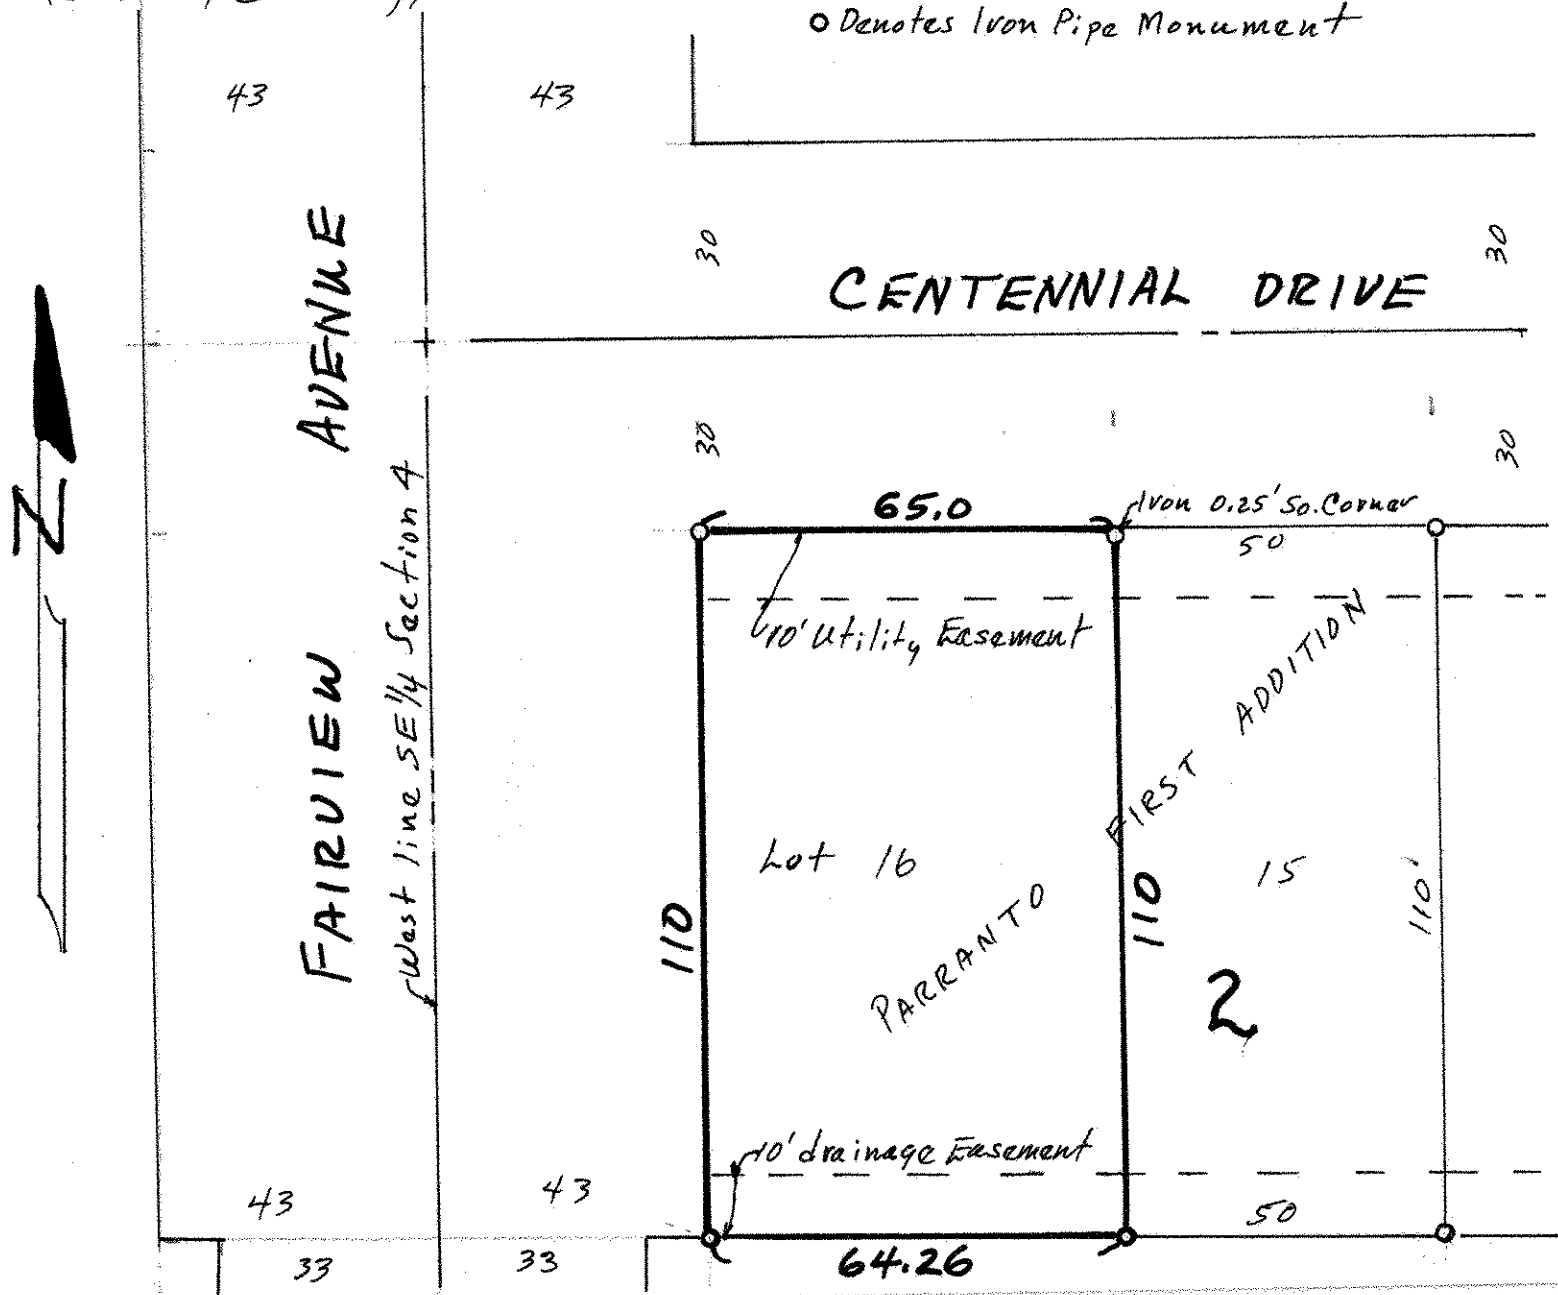 o Denotes Iron Pipe Monument
43
43
30
30
CENTENNIAL DRIVE
FAIRVIEW AVENUE
West line SE 1/4 Section 4
N
30
30
65.0
Iron 0.25' So. Corner
50
10' Utility Easement
FIRST ADDITION
Lot 16
15
110
110
110'
PARRANTO
2
10' drainage Easement
43
43
50
33
33
64.26